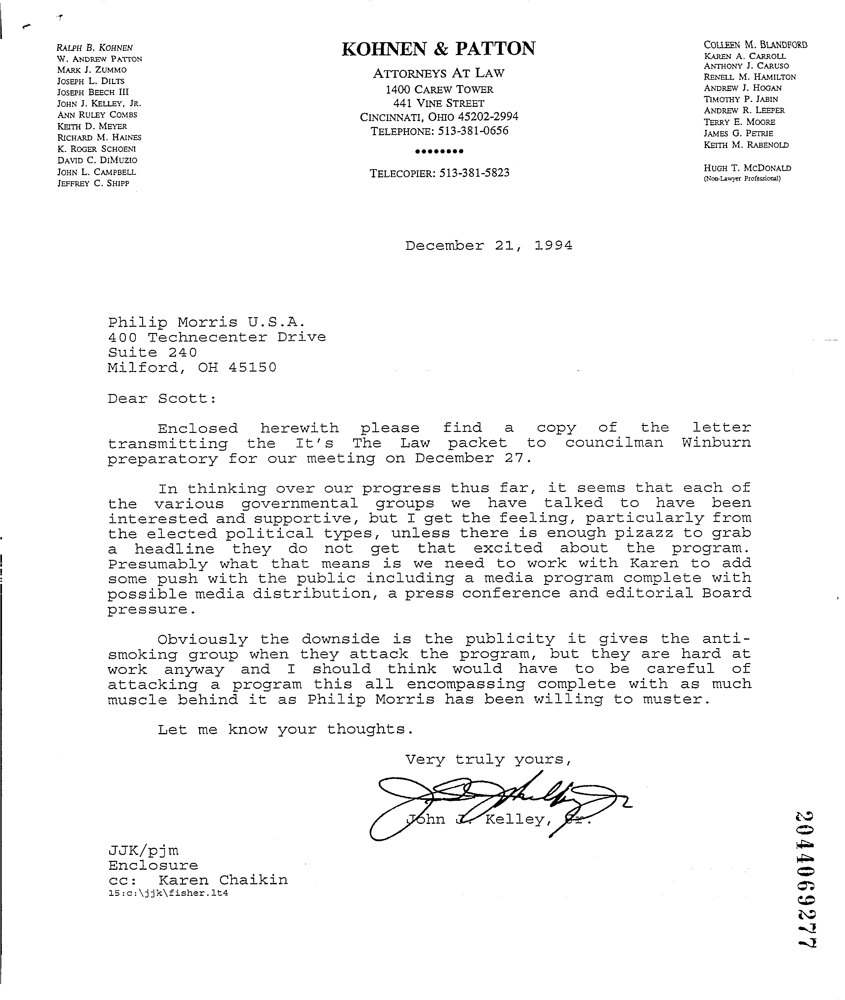 RALPH B. KOHNEN
W. ANDREW PATTON
MARK J. ZUMMO
JOSEPH L. DILTS
JOSEPH BEECH III
JOHN J. KELLEY, JR.
ANN RULEY COMBS
KEITH D. MEYER
RICHARD M. HAINES
K. ROGER SCHOENI
DAVID C. DIMUZIO
JOHN L. CAMPBELL
JEFFREY C. SHIPP
KOHNEN & PATTON
ATTORNEYS AT LAW
1400 CAREW TOWER
441 VINE STREET
CINCINNATI, OHIO 45202-2994
TELEPHONE: 513-381-0656
••••••••
TELECOPIER: 513-381-5823
COLLEEN M. BLANDFORD
KAREN A. CARROLL
ANTHONY J. CARUSO
RENELL M. HAMILTON
ANDREW J. HOGAN
TIMOTHY P. JABIN
ANDREW R. LEEPER
TERRY E. MOORE
JAMES G. PETRIE
KEITH M. RABENOLD
HUGH T. MCDONALD
(Non-Lawyer Professional)
December 21, 1994
Philip Morris U.S.A.
400 Technecenter Drive
Suite 240
Milford, OH 45150
Dear Scott:
Enclosed herewith please find a copy of the letter
transmitting the It's The Law packet to councilman Winburn
preparatory for our meeting on December 27.
In thinking over our progress thus far, it seems that each of
the various governmental groups we have talked to have been
interested and supportive, but I get the feeling, particularly from
the elected political types, unless there is enough pizazz to grab
a headline they do not get that excited about the program.
Presumably what that means is we need to work with Karen to add
some push with the public including a media program complete with
possible media distribution, a press conference and editorial Board
pressure.
Obviously the downside is the publicity it gives the anti-
smoking group when they attack the program, but they are hard at
work anyway and I should think would have to be careful of
attacking a program this all encompassing complete with as much
muscle behind it as Philip Morris has been willing to muster.
Let me know your thoughts.
Very truly yours,
John J. Kelley, Jr.
JJK/pjm
Enclosure
cc: Karen Chaikin
15:c:\jjk\fisher.lt4
2044069277